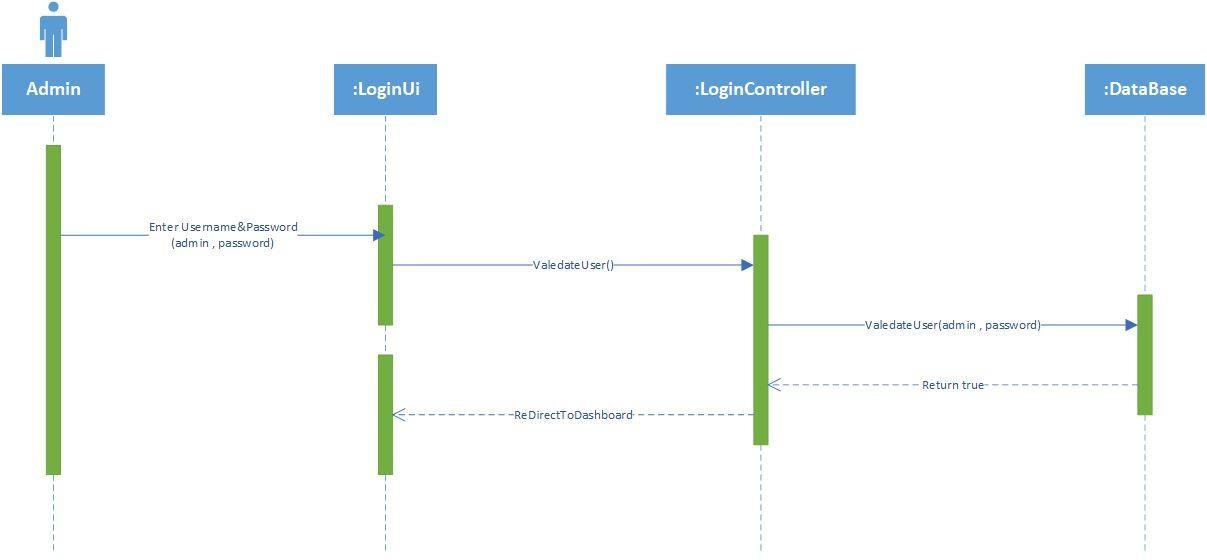 Admin
:LoginUi
:LoginController
:DataBase
Enter Username&Password
(admin , password)
ValedateUser()
ValedateUser(admin , password)
Return true
ReDirectToDashboard